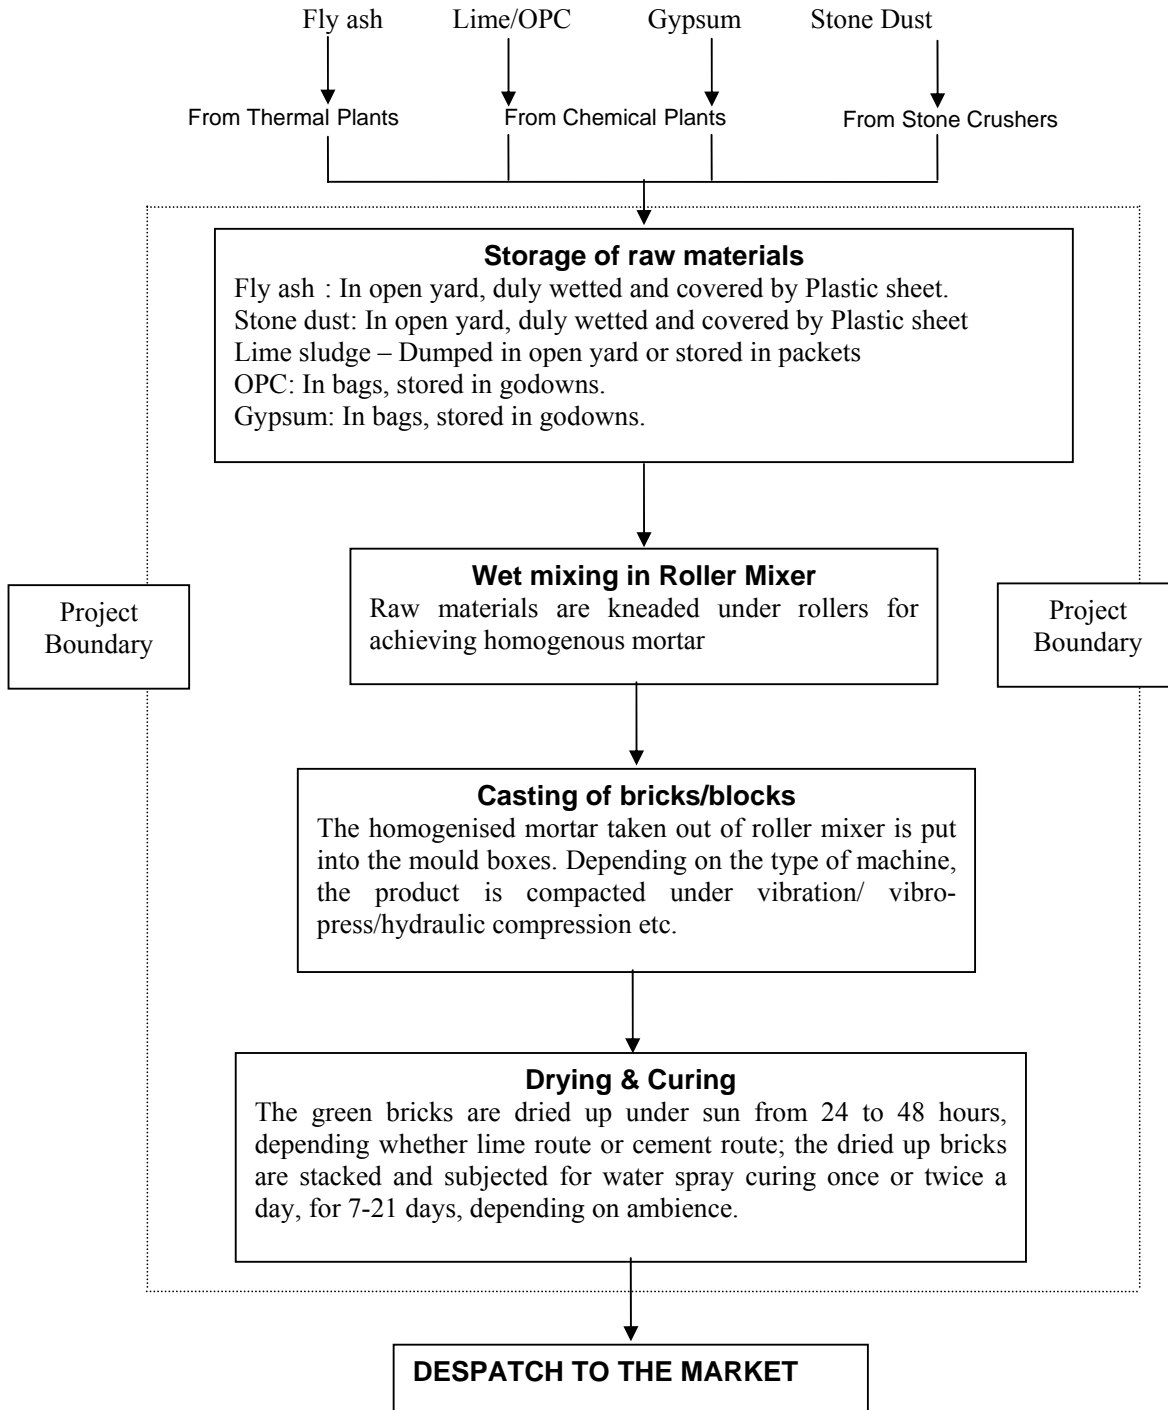 Fly ash Lime/OPC Gypsum Stone Dust
From Thermal Plants From Chemical Plants From Stone Crushers
Storage of raw materials
Fly ash : In open yard, duly wetted and covered by Plastic sheet.
Stone dust: In open yard, duly wetted and covered by Plastic sheet
Lime sludge – Dumped in open yard or stored in packets
OPC: In bags, stored in godowns.
Gypsum: In bags, stored in godowns.
Wet mixing in Roller Mixer
Raw materials are kneaded under rollers for
achieving homogenous mortar
Project
Boundary
Project
Boundary
Casting of bricks/blocks
The homogenised mortar taken out of roller mixer is put
into the mould boxes. Depending on the type of machine,
the product is compacted under vibration/ vibro-
press/hydraulic compression etc.
Drying & Curing
The green bricks are dried up under sun from 24 to 48 hours,
depending whether lime route or cement route; the dried up bricks
are stacked and subjected for water spray curing once or twice a
day, for 7-21 days, depending on ambience.
DESPATCH TO THE MARKET